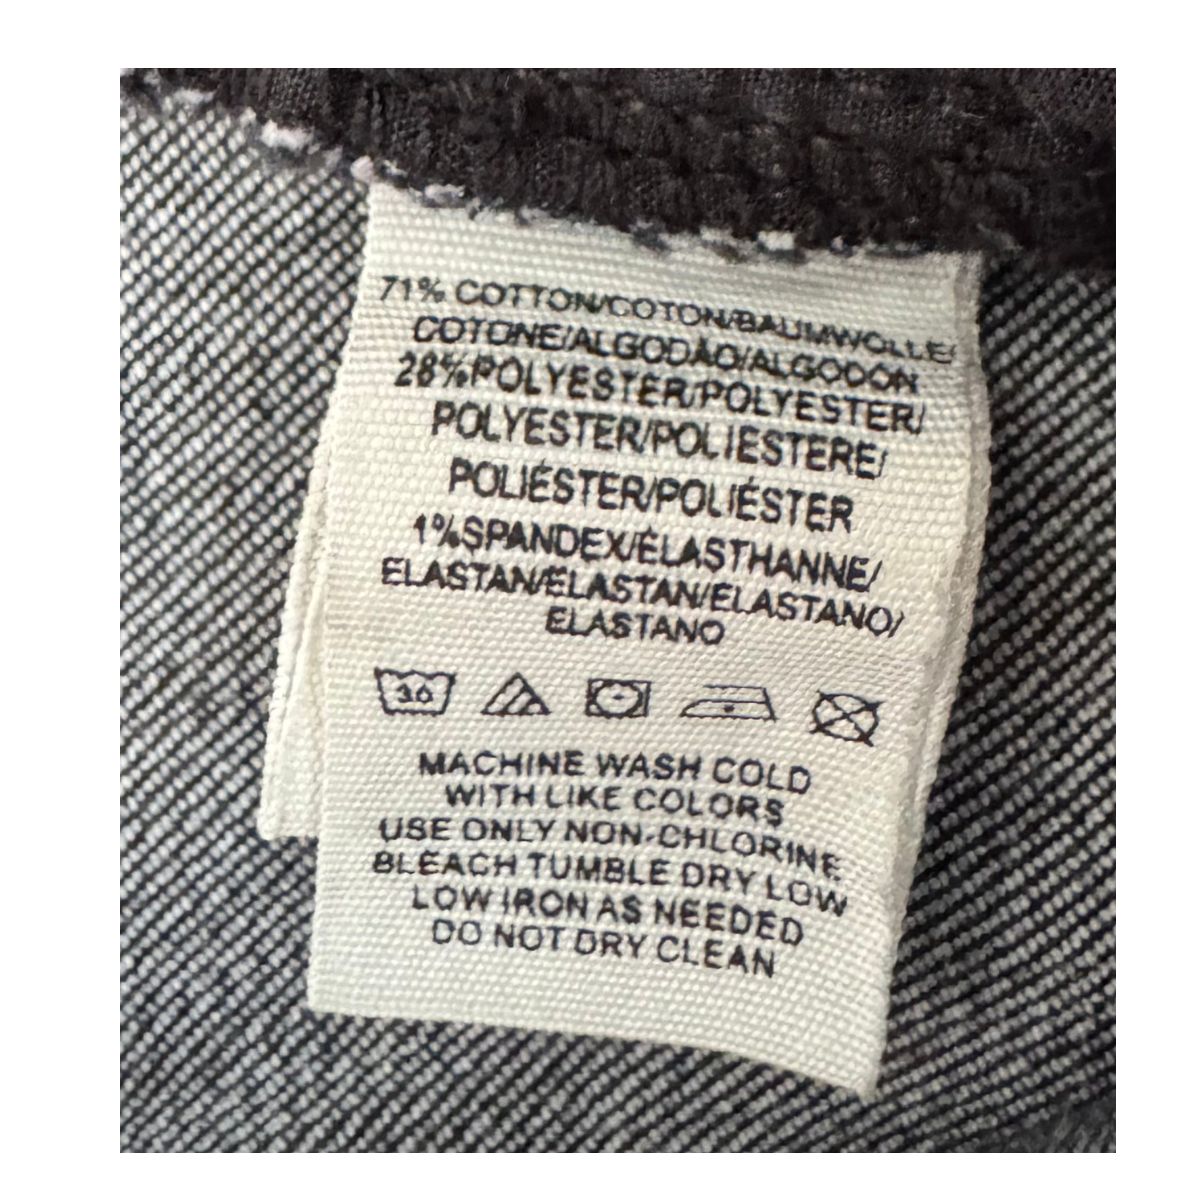 71% COTTON/COTON/BAUMWOLLE/
COTONE/ALGODÃO/ALGODON
28%POLYESTER/POLYESTER/
POLYESTER/POLIESTERE/
POLIÉSTER/POLIÉSTER
1%SPANDEX/ÉLASTHANNE/
ELASTAN/ELASTAN/ELASTANO/
ELASTANO
30
MACHINE WASH COLD
WITH LIKE COLORS
USE ONLY NON-CHLORINE
BLEACH TUMBLE DRY LOW
LOW IRON AS NEEDED
DO NOT DRY CLEAN